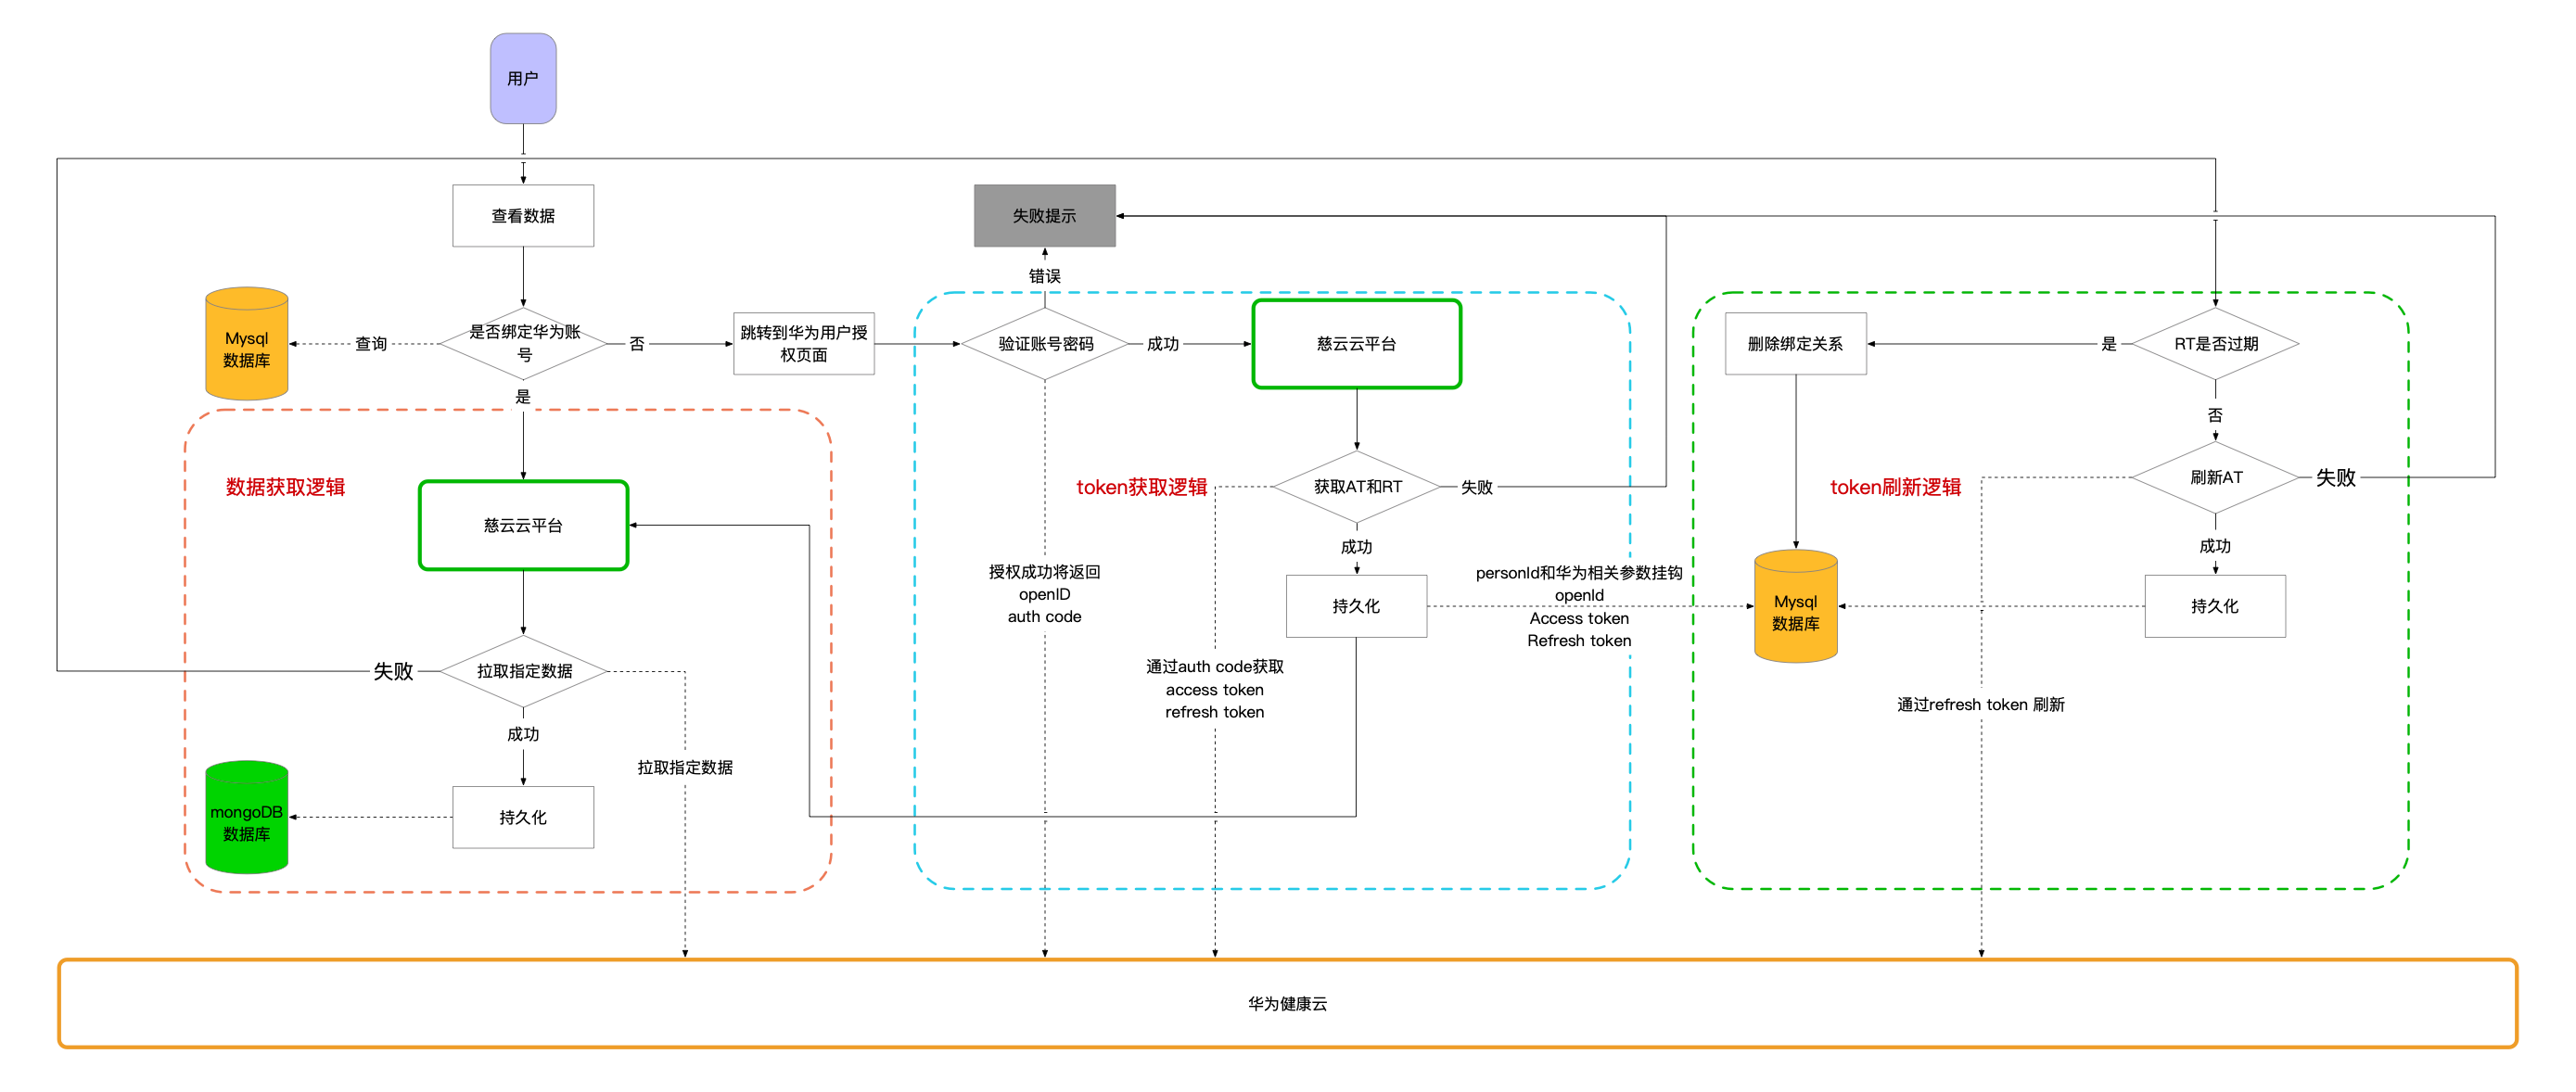 用户
查看数据
失败提示
错误
Mysql
数据库
查询
是否绑定华为账
号
否
跳转到华为用户授
权页面
验证账号密码
成功
慈云云平台
删除绑定关系
是
RT是否过期
是
否
数据获取逻辑
慈云云平台
token获取逻辑
获取AT和RT
失败
token刷新逻辑
刷新AT
失败
成功
成功
授权成功将返回
openID
auth code
持久化
personId和华为相关参数挂钩
openId
Access token
Refresh token
Mysql
数据库
持久化
失败
拉取指定数据
通过auth code获取
access token
refresh token
通过refresh token 刷新
成功
拉取指定数据
mongoDB
数据库
持久化
华为健康云